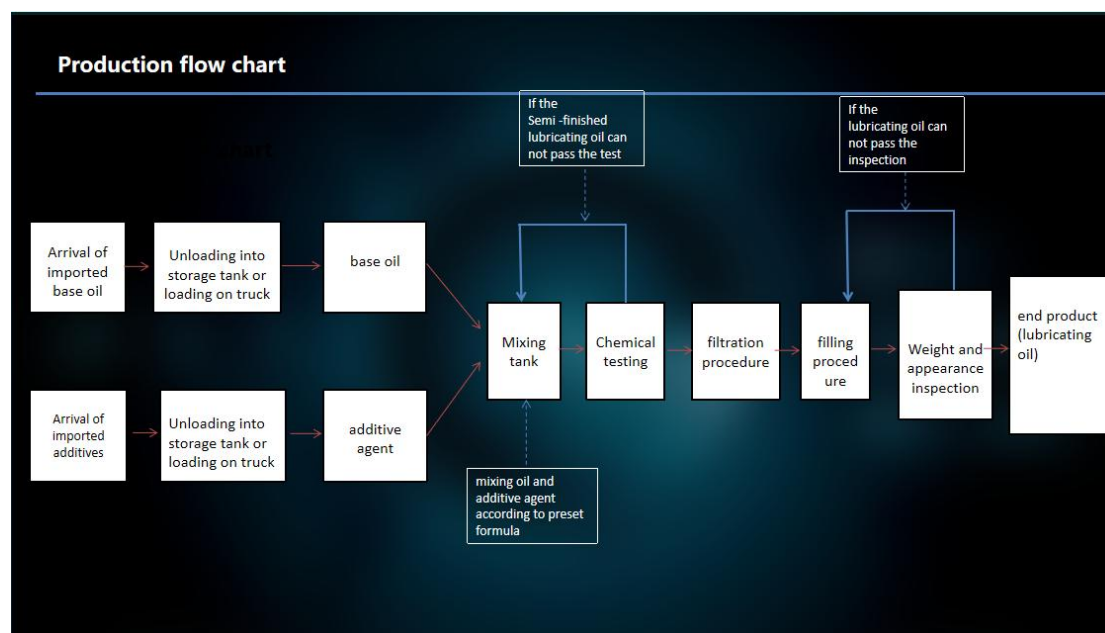 Production flow chart
If the
Semi -finished
lubricating oil can
not pass the test
If the
lubricating oil can
not pass the
inspection
hart
Arrival of
imported
base oil
Unloading into
storage tank or
loading on truck
base oil
Mixing
tank
Chemical
testing
filtration
procedure
filling
proced
ure
Weight and
appearance
inspection
end product
(lubricating
oil)
Arrival of
imported
additives
Unloading into
storage tank or
loading on truck
additive
agent
mixing oil and
additive agent
according to preset
formula